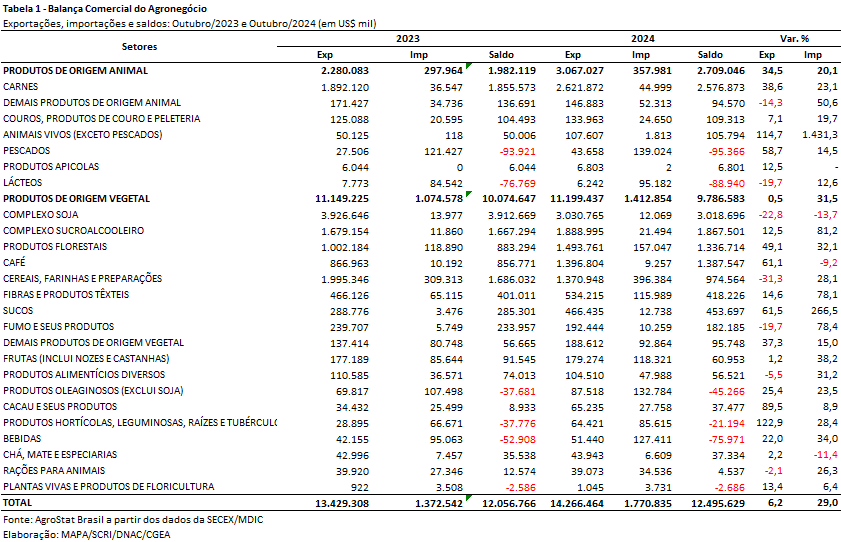 Tabela 1 - Balança Comercial do Agronegócio
Exportações, importações e saldos: Outubro/2023 e Outubro/2024 (em US$ mil)
Setores 2023 2024 Var. %
Exp Imp Saldo Exp Imp Saldo Exp Imp
PRODUTOS DE ORIGEM ANIMAL 2.280.083 297.964 1.982.119 3.067.027 357.981 2.709.046 34,5 20,1
CARNES 1.892.120 36.547 1.855.573 2.621.872 44.999 2.576.873 38,6 23,1
DEMAIS PRODUTOS DE ORIGEM ANIMAL 171.427 34.736 136.691 146.883 52.313 94.570 -14,3 50,6
COUROS, PRODUTOS DE COURO E PELETERIA 125.088 20.595 104.493 133.963 24.650 109.313 7,1 19,7
ANIMAIS VIVOS (EXCETO PESCADOS) 50.125 118 50.006 107.607 1.813 105.794 114,7 1.431,3
PESCADOS 27.506 121.427 -93.921 43.658 139.024 -95.366 58,7 14,5
PRODUTOS APICOLAS 6.044 0 6.044 6.803 2 6.801 12,5 -
LÁCTEOS 7.773 84.542 -76.769 6.242 95.182 -88.940 -19,7 12,6
PRODUTOS DE ORIGEM VEGETAL 11.149.225 1.074.578 10.074.647 11.199.437 1.412.854 9.786.583 0,5 31,5
COMPLEXO SOJA 3.926.646 13.977 3.912.669 3.030.765 12.069 3.018.696 -22,8 -13,7
COMPLEXO SUCROALCOOLEIRO 1.679.154 11.860 1.667.294 1.888.995 21.494 1.867.501 12,5 81,2
PRODUTOS FLORESTAIS 1.002.184 118.890 883.294 1.493.761 157.047 1.336.714 49,1 32,1
CAFÉ 866.963 10.192 856.771 1.396.804 9.257 1.387.547 61,1 -9,2
CEREAIS, FARINHAS E PREPARAÇÕES 1.995.346 309.313 1.686.032 1.370.948 396.384 974.564 -31,3 28,1
FIBRAS E PRODUTOS TÊXTEIS 466.126 65.115 401.011 534.215 115.989 418.226 14,6 78,1
SUCOS 288.776 3.476 285.301 466.435 12.738 453.697 61,5 266,5
FUMO E SEUS PRODUTOS 239.707 5.749 233.957 192.444 10.259 182.185 -19,7 78,4
DEMAIS PRODUTOS DE ORIGEM VEGETAL 137.414 80.748 56.665 188.612 92.864 95.748 37,3 15,0
FRUTAS (INCLUI NOZES E CASTANHAS) 177.189 85.644 91.545 179.274 118.321 60.953 1,2 38,2
PRODUTOS ALIMENTÍCIOS DIVERSOS 110.585 36.571 74.013 104.510 47.988 56.521 -5,5 31,2
PRODUTOS OLEAGINOSOS (EXCLUI SOJA) 69.817 107.498 -37.681 87.518 132.784 -45.266 25,4 23,5
CACAU E SEUS PRODUTOS 34.432 25.499 8.933 65.235 27.758 37.477 89,5 8,9
PRODUTOS HORTÍCOLAS, LEGUMINOSAS, RAÍZES E TUBÉRCULO 28.895 66.671 -37.776 64.421 85.615 -21.194 122,9 28,4
BEBIDAS 42.155 95.063 -52.908 51.440 127.411 -75.971 22,0 34,0
CHÁ, MATE E ESPECIARIAS 42.996 7.457 35.538 43.943 6.609 37.334 2,2 -11,4
RAÇÕES PARA ANIMAIS 39.920 27.346 12.574 39.073 34.536 4.537 -2,1 26,3
PLANTAS VIVAS E PRODUTOS DE FLORICULTURA 922 3.508 -2.586 1.045 3.731 -2.686 13,4 6,4
TOTAL 13.429.308 1.372.542 12.056.766 14.266.464 1.770.835 12.495.629 6,2 29,0
Fonte: AgroStat Brasil a partir dos dados da SECEX/MDIC
Elaboração: MAPA/SCRI/DNAC/CGEA